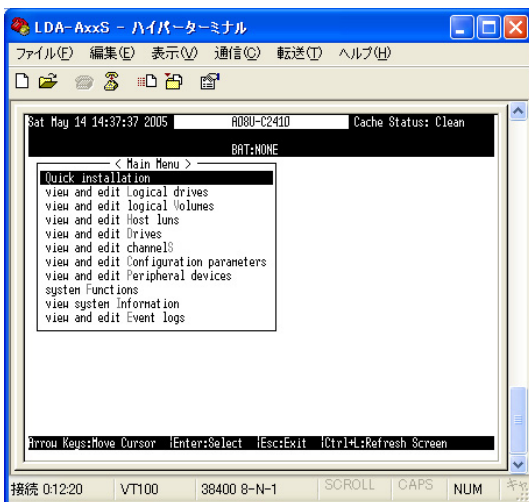 LDA-AxxS - ハイパーターミナル
ファイル(F) 編集(E) 表示(V) 通信(C) 転送(T) ヘルプ(H)
Sat May 14 14:37:37 2005 A08U-C2410 Cache Status: Clean
BAT:NONE
< Main Menu >
Quick installation
view and edit Logical drives
view and edit logical Volumes
view and edit Host luns
view and edit Drives
view and edit channelS
view and edit Configuration parameters
view and edit Peripheral devices
system Functions
view system Information
view and edit Event logs
Arrow Keys:Move Cursor |Enter:Select |Esc:Exit |Ctrl+L:Refresh Screen
接続 0:12:20 VT100 38400 8-N-1 SCROLL CAPS NUM キャ